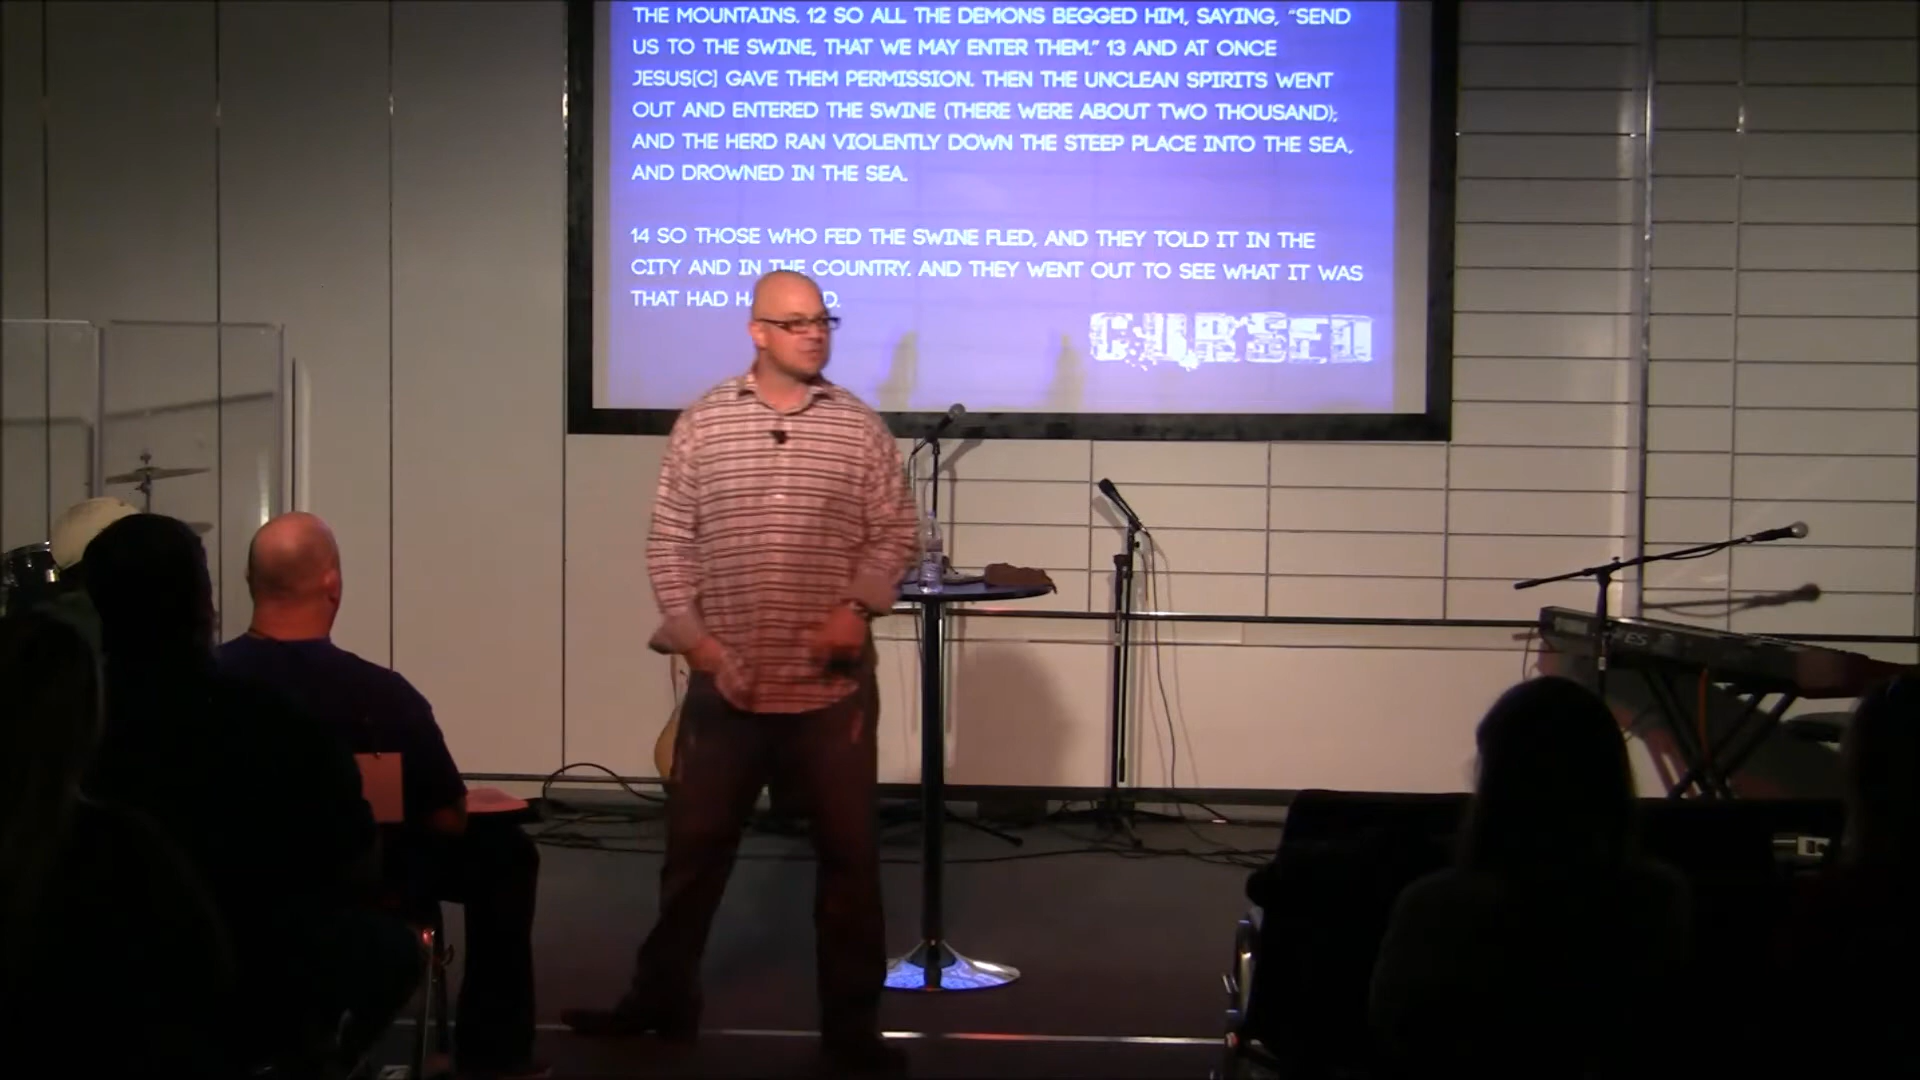 THE MOUNTAINS. 12 SO ALL THE DEMONS BEGGED HIM, SAYING, "SEND
US TO THE SWINE, THAT WE MAY ENTER THEM." 13 AND AT ONCE
JESUS[C] GAVE THEM PERMISSION. THEN THE UNCLEAN SPIRITS WENT
OUT AND ENTERED THE SWINE (THERE WERE ABOUT TWO THOUSAND);
AND THE HERD RAN VIOLENTLY DOWN THE STEEP PLACE INTO THE SEA,
AND DROWNED IN THE SEA.
14 SO THOSE WHO FED THE SWINE FLED, AND THEY TOLD IT IN THE
CITY AND IN THE COUNTRY. AND THEY WENT OUT TO SEE WHAT IT WAS
THAT HAD
CURSED